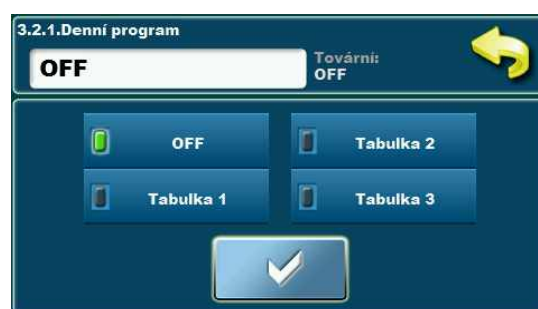 3.2.1.Denní program
OFF
Tovární:
OFF
OFF
Tabulka 2
Tabulka 1
Tabulka 3